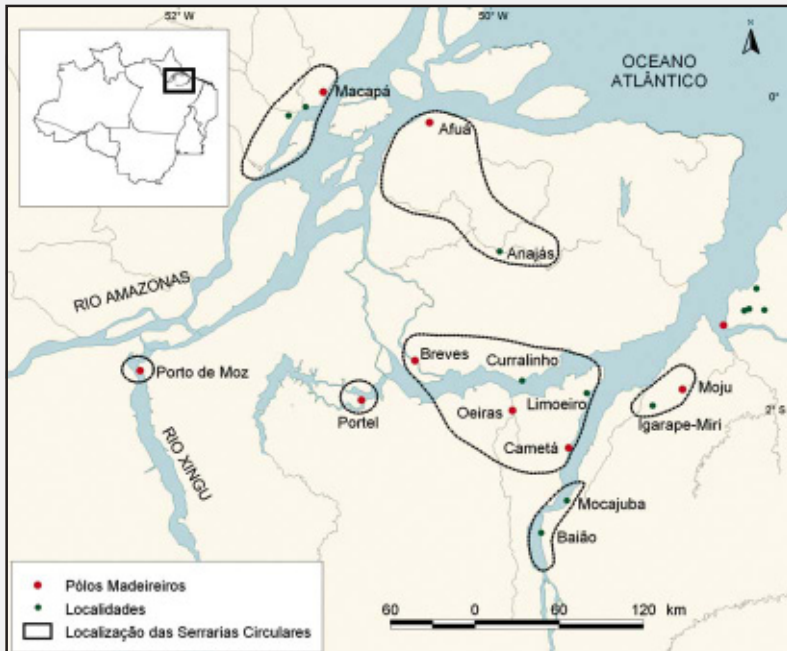 52° W
50° W
OCEANO
ATLÂNTICO
N
0°
Macapá
Afuá
Anajás
RIO AMAZONAS
Breves
Curralinho
Porto de Moz
Portel
Oeiras
Limoeiro
Moju
Igarape-Miri
2° S
Cametá
RIO XINGU
Mocajuba
Baião
Pólos Madeireiros
Localidades
Localização das Serrarias Circulares
60 0 60 120 km